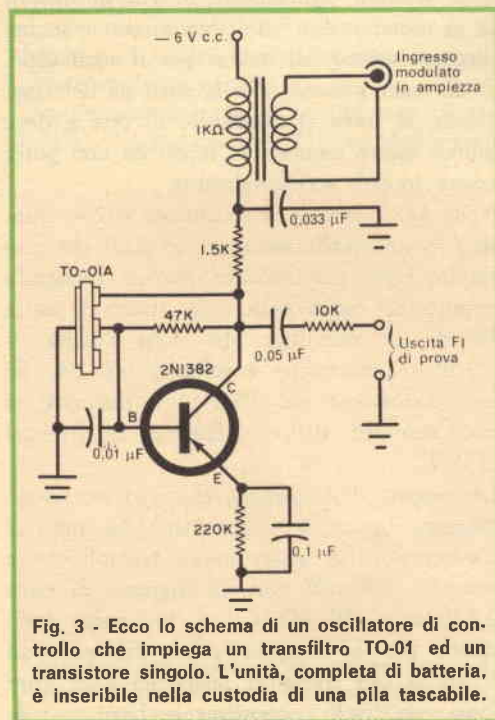 — 6 V c.c.
Ingresso
modulato
in ampiezza
1KΩ
0,033 µF
1.5K
TO-01A
47K
10K
2N1382
C
0.05 µF
Uscita FI
di prova
B
0,01 µF
E
220K
0,1 µF
Fig. 3 - Ecco lo schema di un oscillatore di con-
trollo che impiega un transfiltro TO-01 ed un
transistore singolo. L'unità, completa di batteria,
è inseribile nella custodia di una pila tascabile.